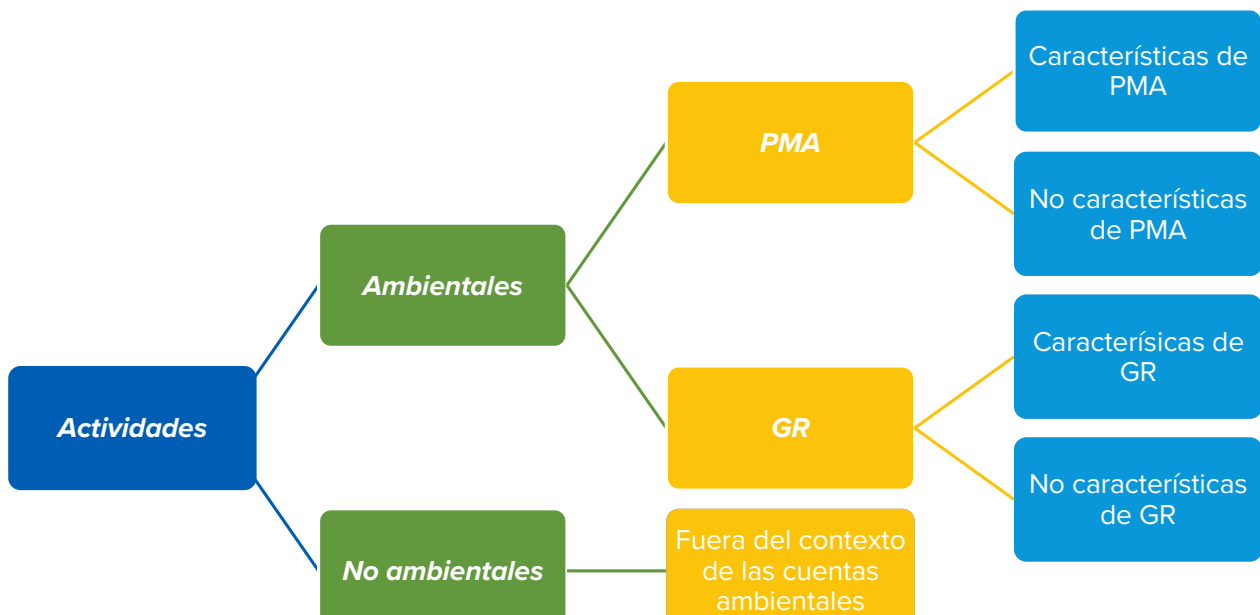 Actividades
Ambientales
PMA
Características de
PMA
No características
de PMA
GR
Caracterísicas de
GR
No características
de GR
No ambientales
Fuera del contexto
de las cuentas
ambientales